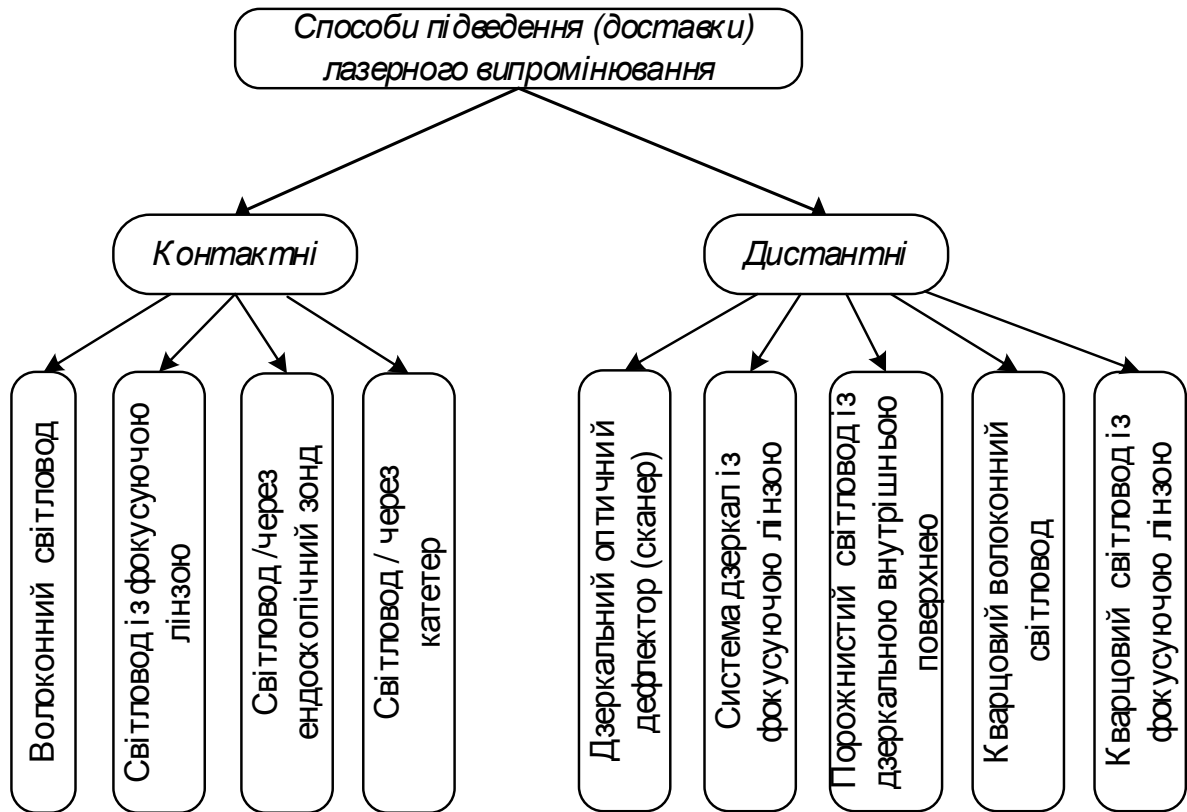 Способи підведення (доставки)
лазерного випромінювання
Контактні
Дистантні
Волоконний світловод
Світловод із фокусуючою
лінзою
Світловод /через
ендоскопічний зонд
Світловод / через
катетер
Дзеркальний оптичний
дефлектор (сканер)
Система дзеркал із
фокусуючою лінзою
Порожнистий світловод із
дзеркальною внутрішньою
поверхнею
Кварцовий волоконний
світловод
Кварцовий світловод із
фокусуючою лінзою